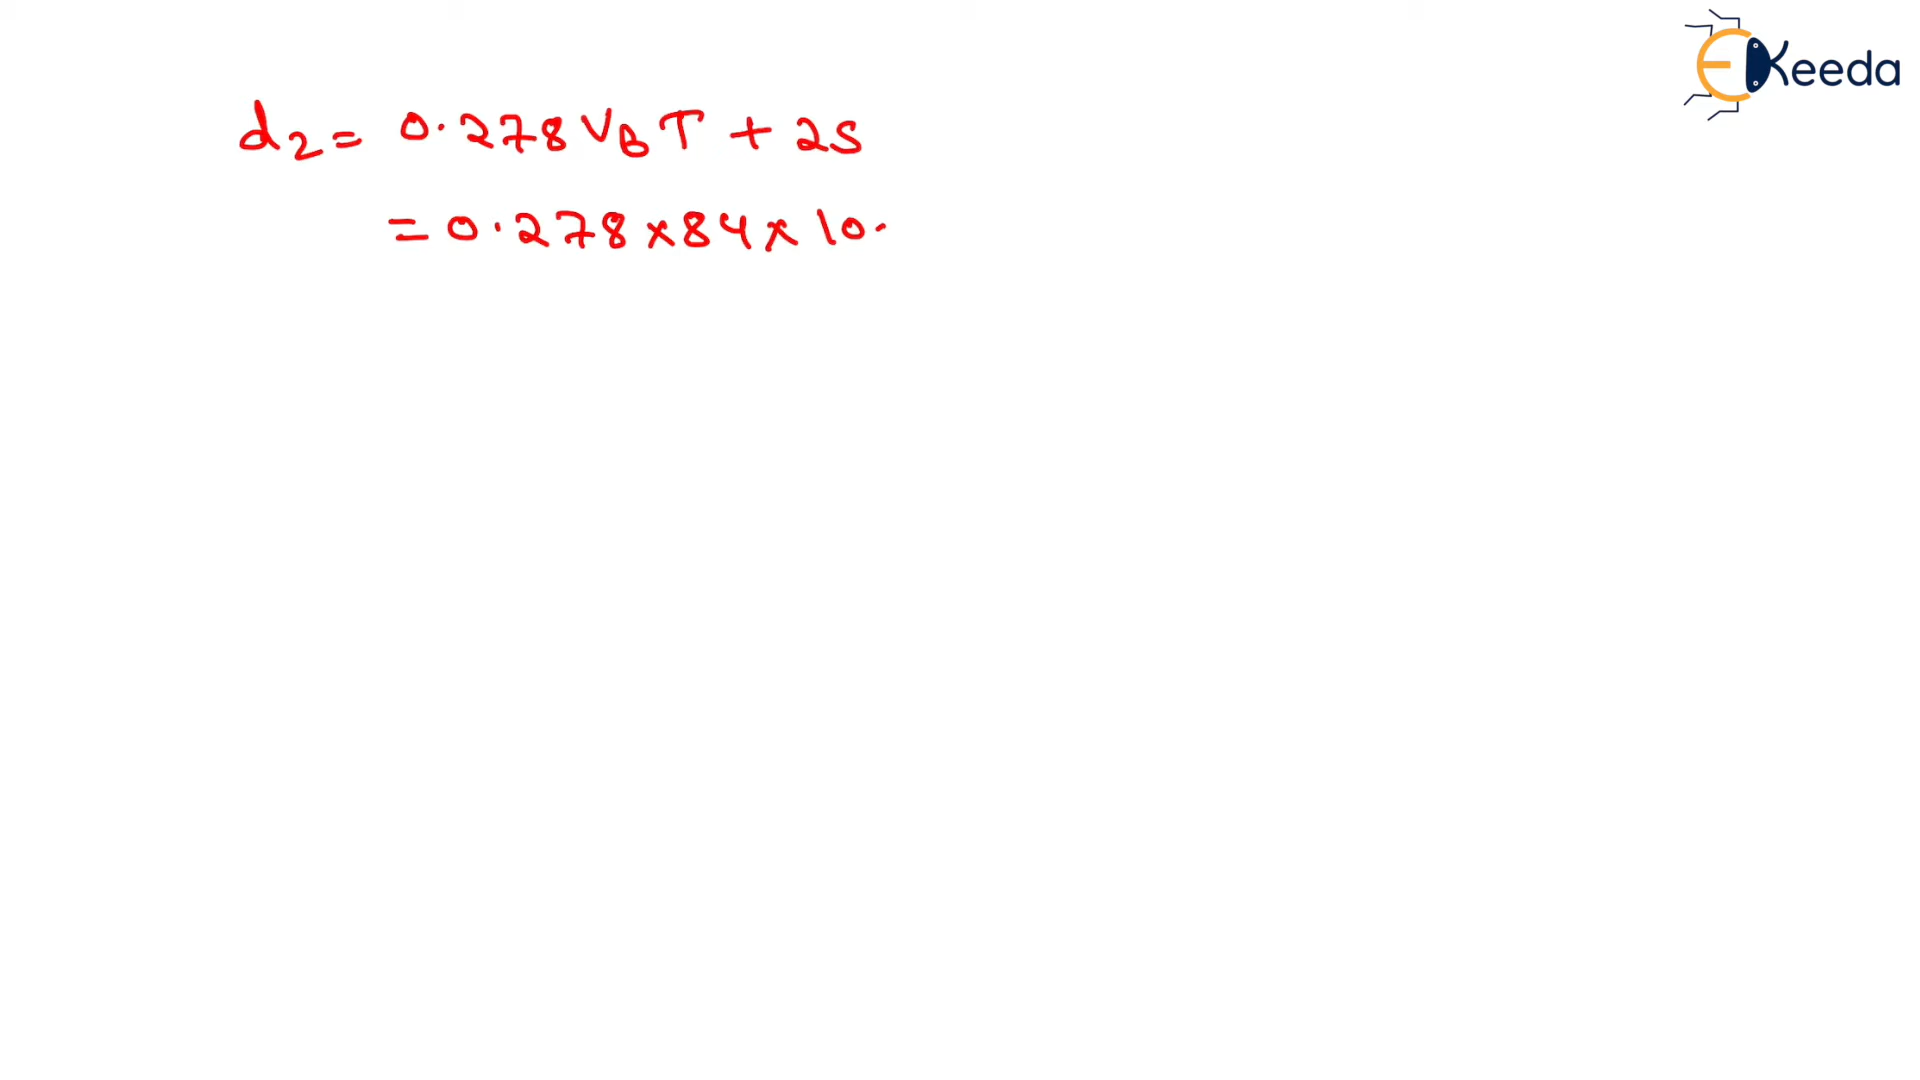 EKeeda
d2 = 0.278 VB T + 2s
= 0.278 x 84 x 10.